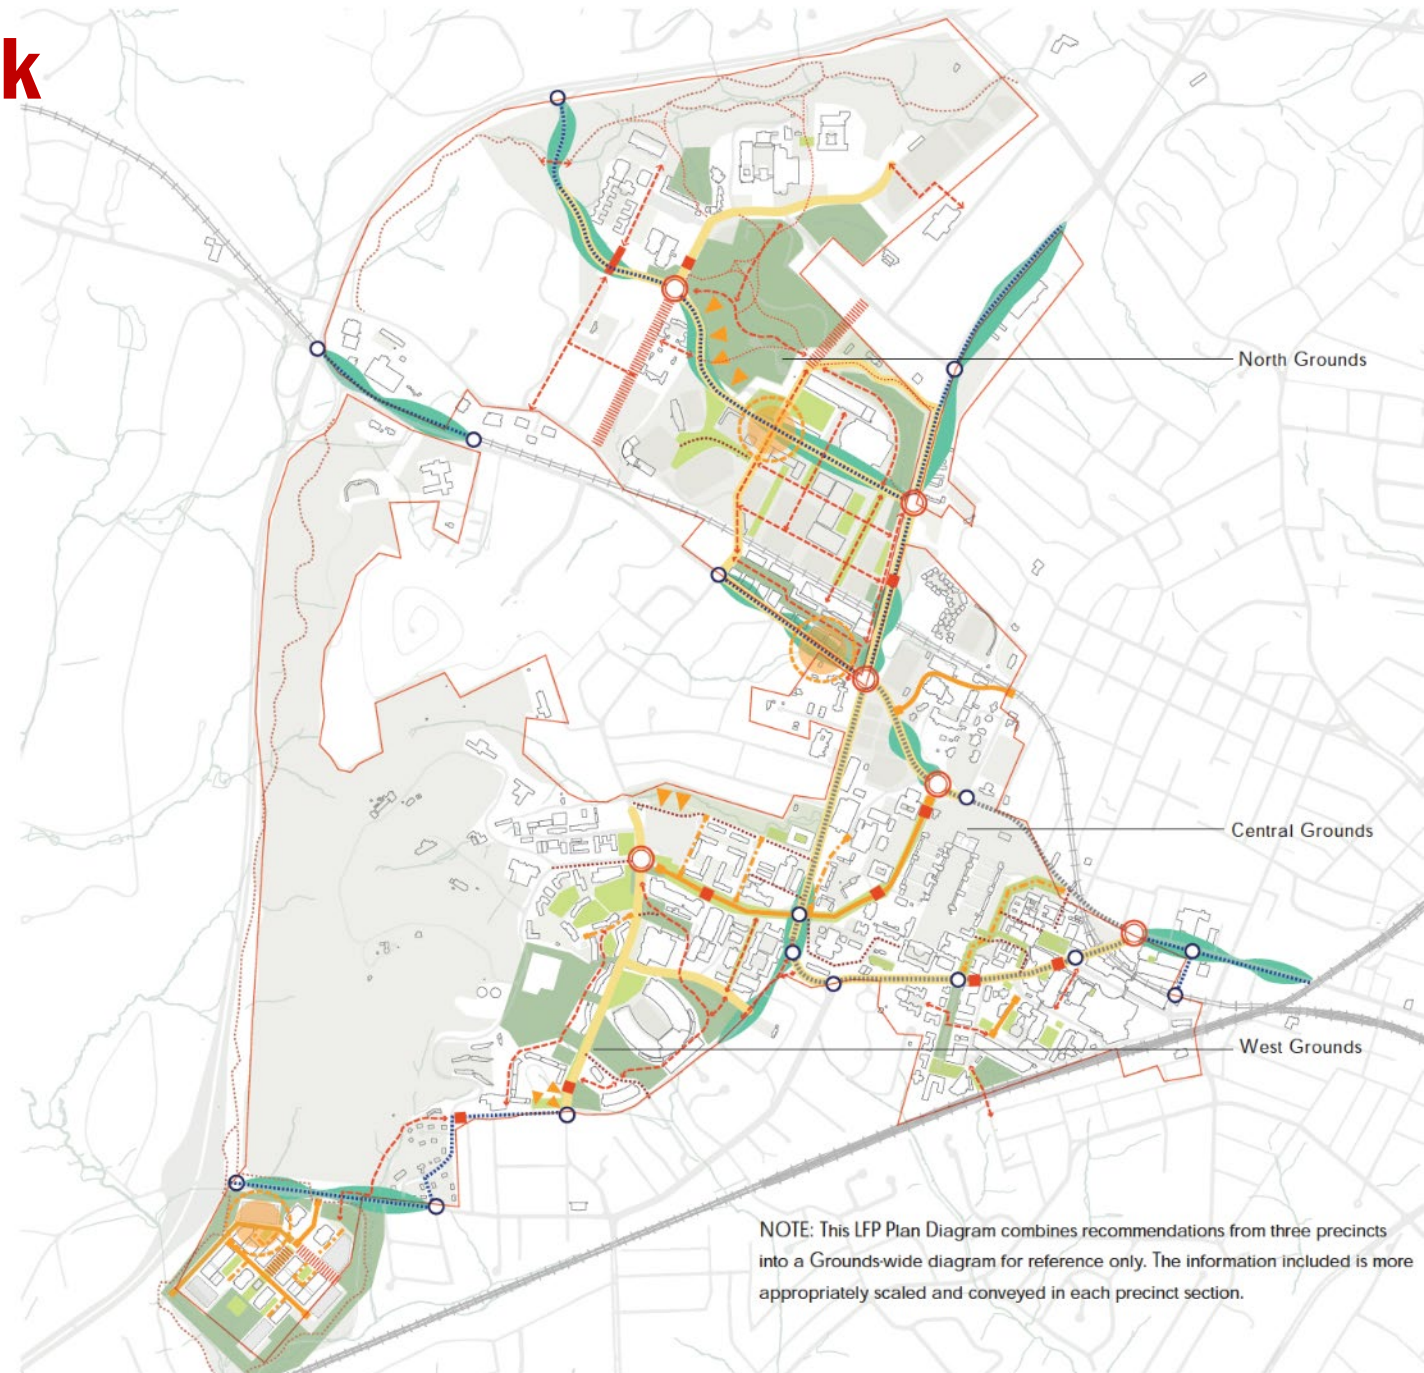 k
North Grounds
Central Grounds
West Grounds
NOTE: This LFP Plan Diagram combines recommendations from three precincts
into a Grounds-wide diagram for reference only. The information included is more
appropriately scaled and conveyed in each precinct section.